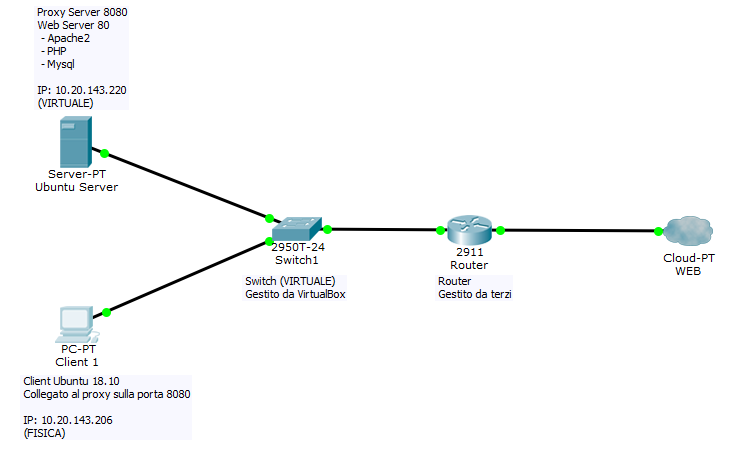 Proxy Server 8080
Web Server 80
- Apache2
- PHP
- Mysql
IP: 10.20.143.220
(VIRTUALE)
Server-PT
Ubuntu Server
2950T-24
Switch1
Switch (VIRTUALE)
Gestito da VirtualBox
2911
Router
Router
Gestito da terzi
Cloud-PT
WEB
PC-PT
Client 1
Client Ubuntu 18.10
Collegato al proxy sulla porta 8080
IP: 10.20.143.206
(FISICA)